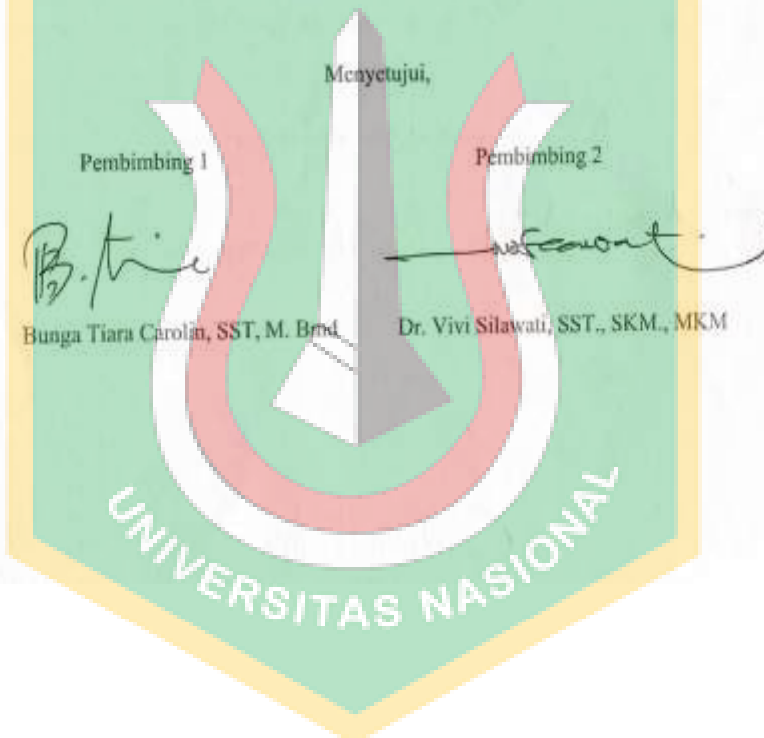 Menyetujui,
Pembimbing 1 Pembimbing 2
Bunga Tiara Carolin, SST, M. Bmd Dr. Vivi Silawati, SST., SKM., MKM
UNIVERSITAS NASIONAL